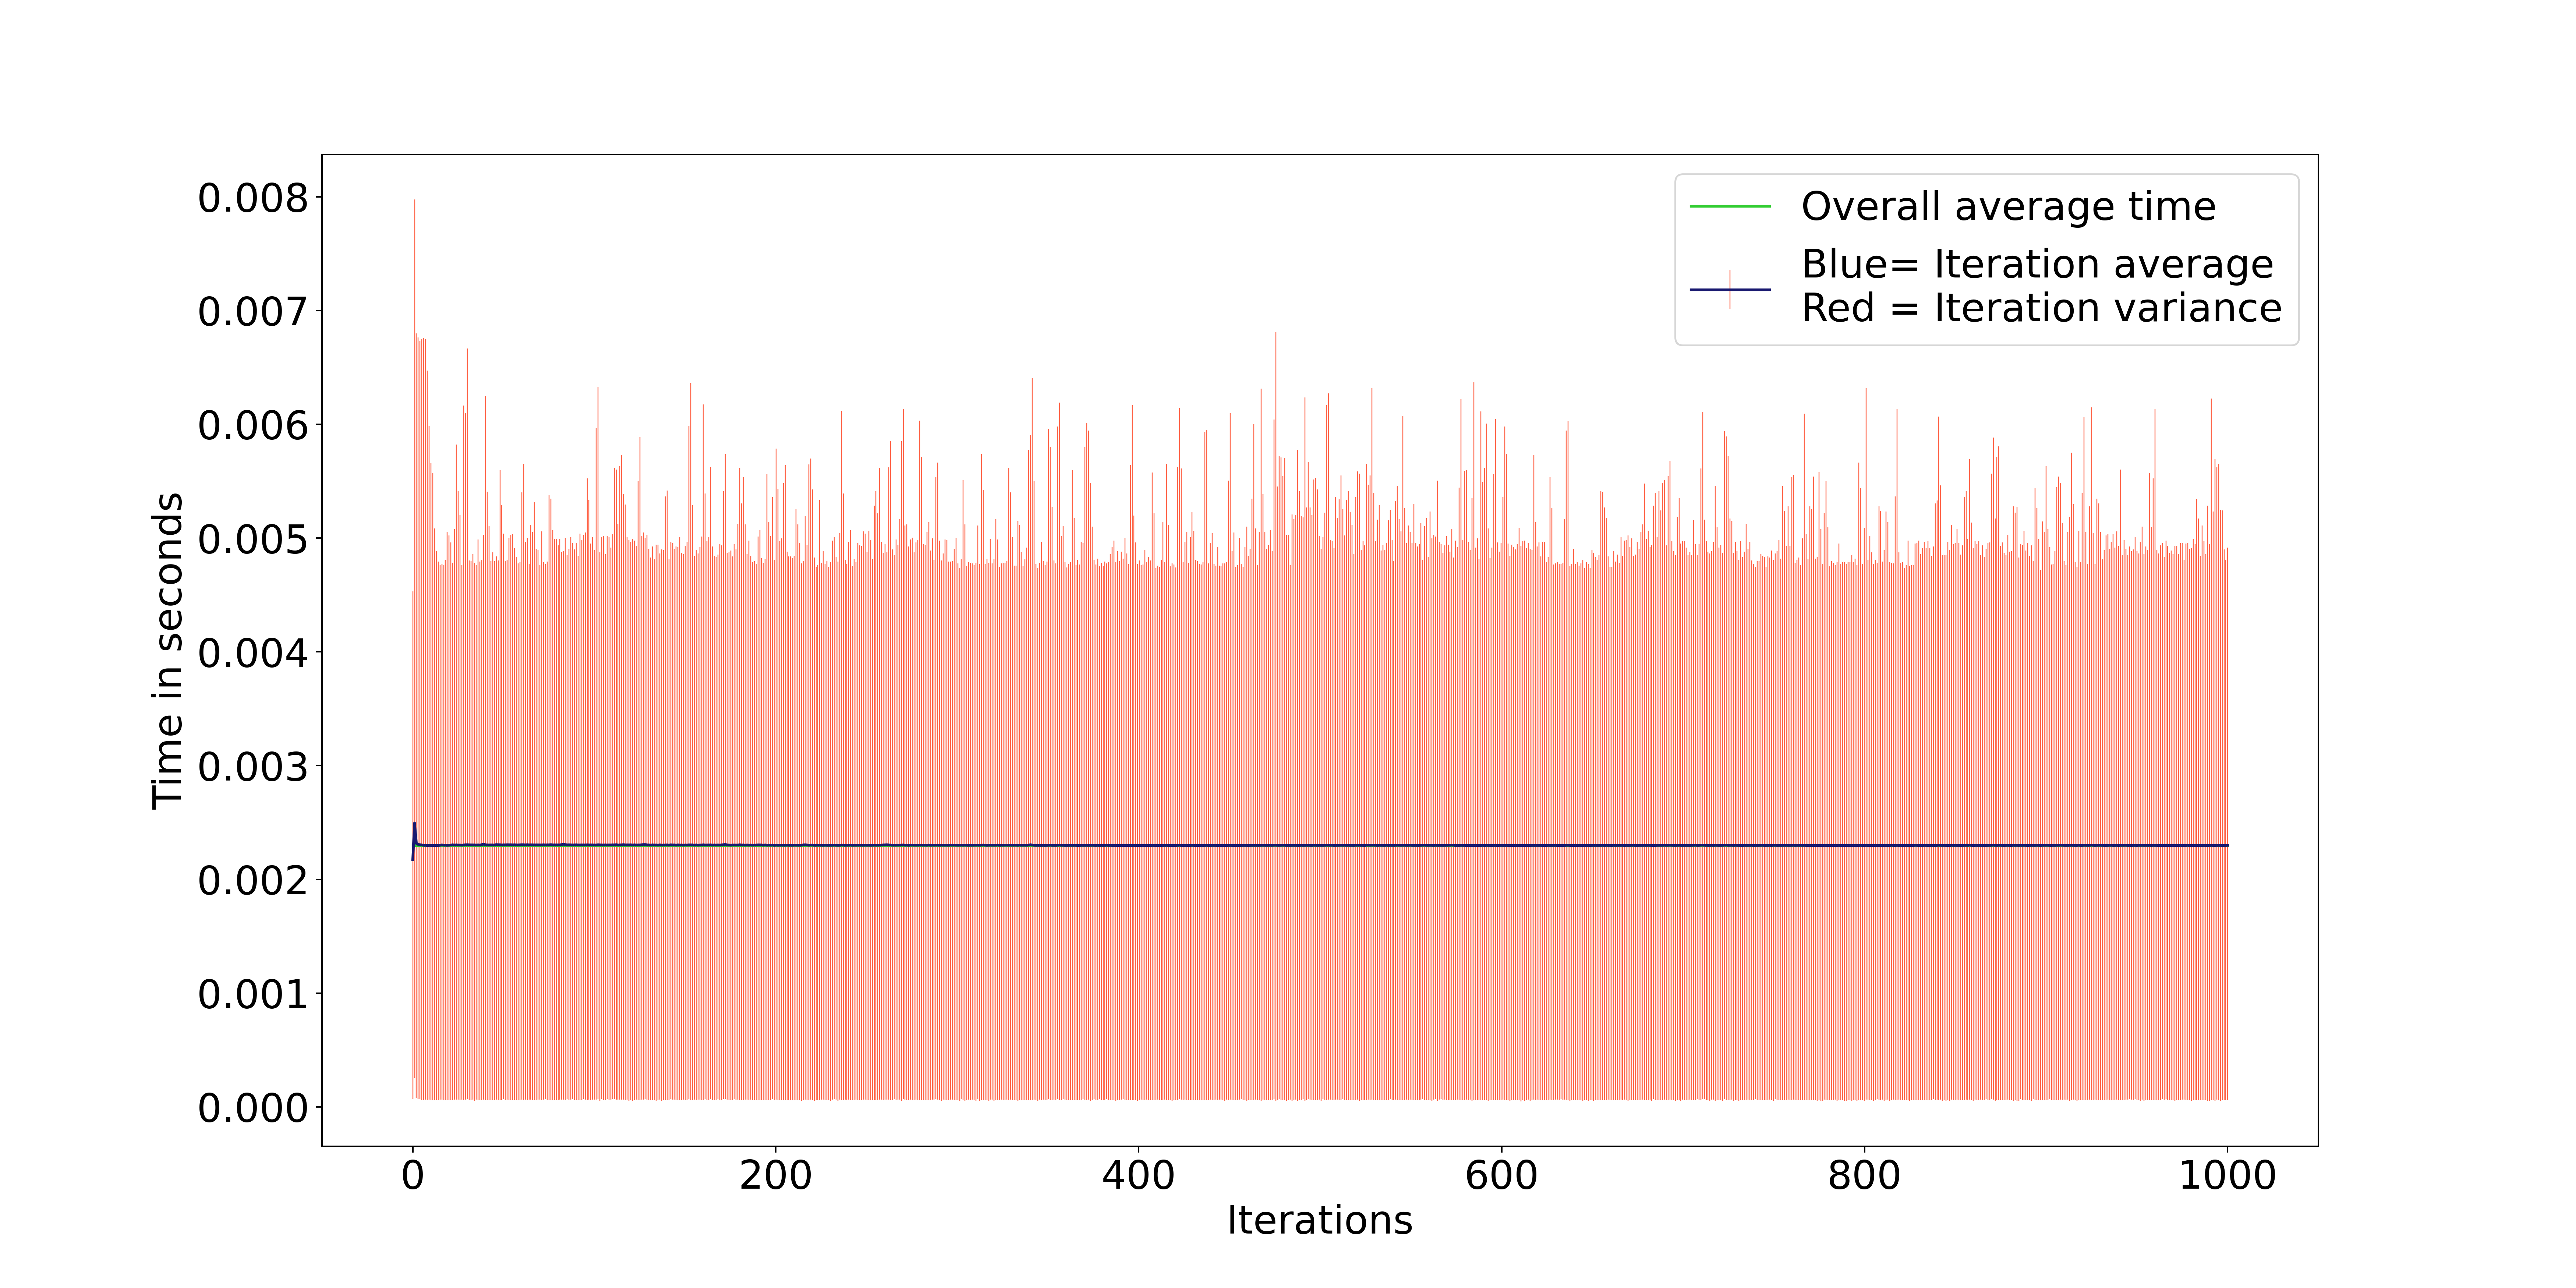 Overall average time
Blue= Iteration average
Red = Iteration variance
0.008
0.007
0.006
0.005
0.004
0.003
0.002
0.001
0.000
Time in seconds
0 200 400 600 800 1000
Iterations